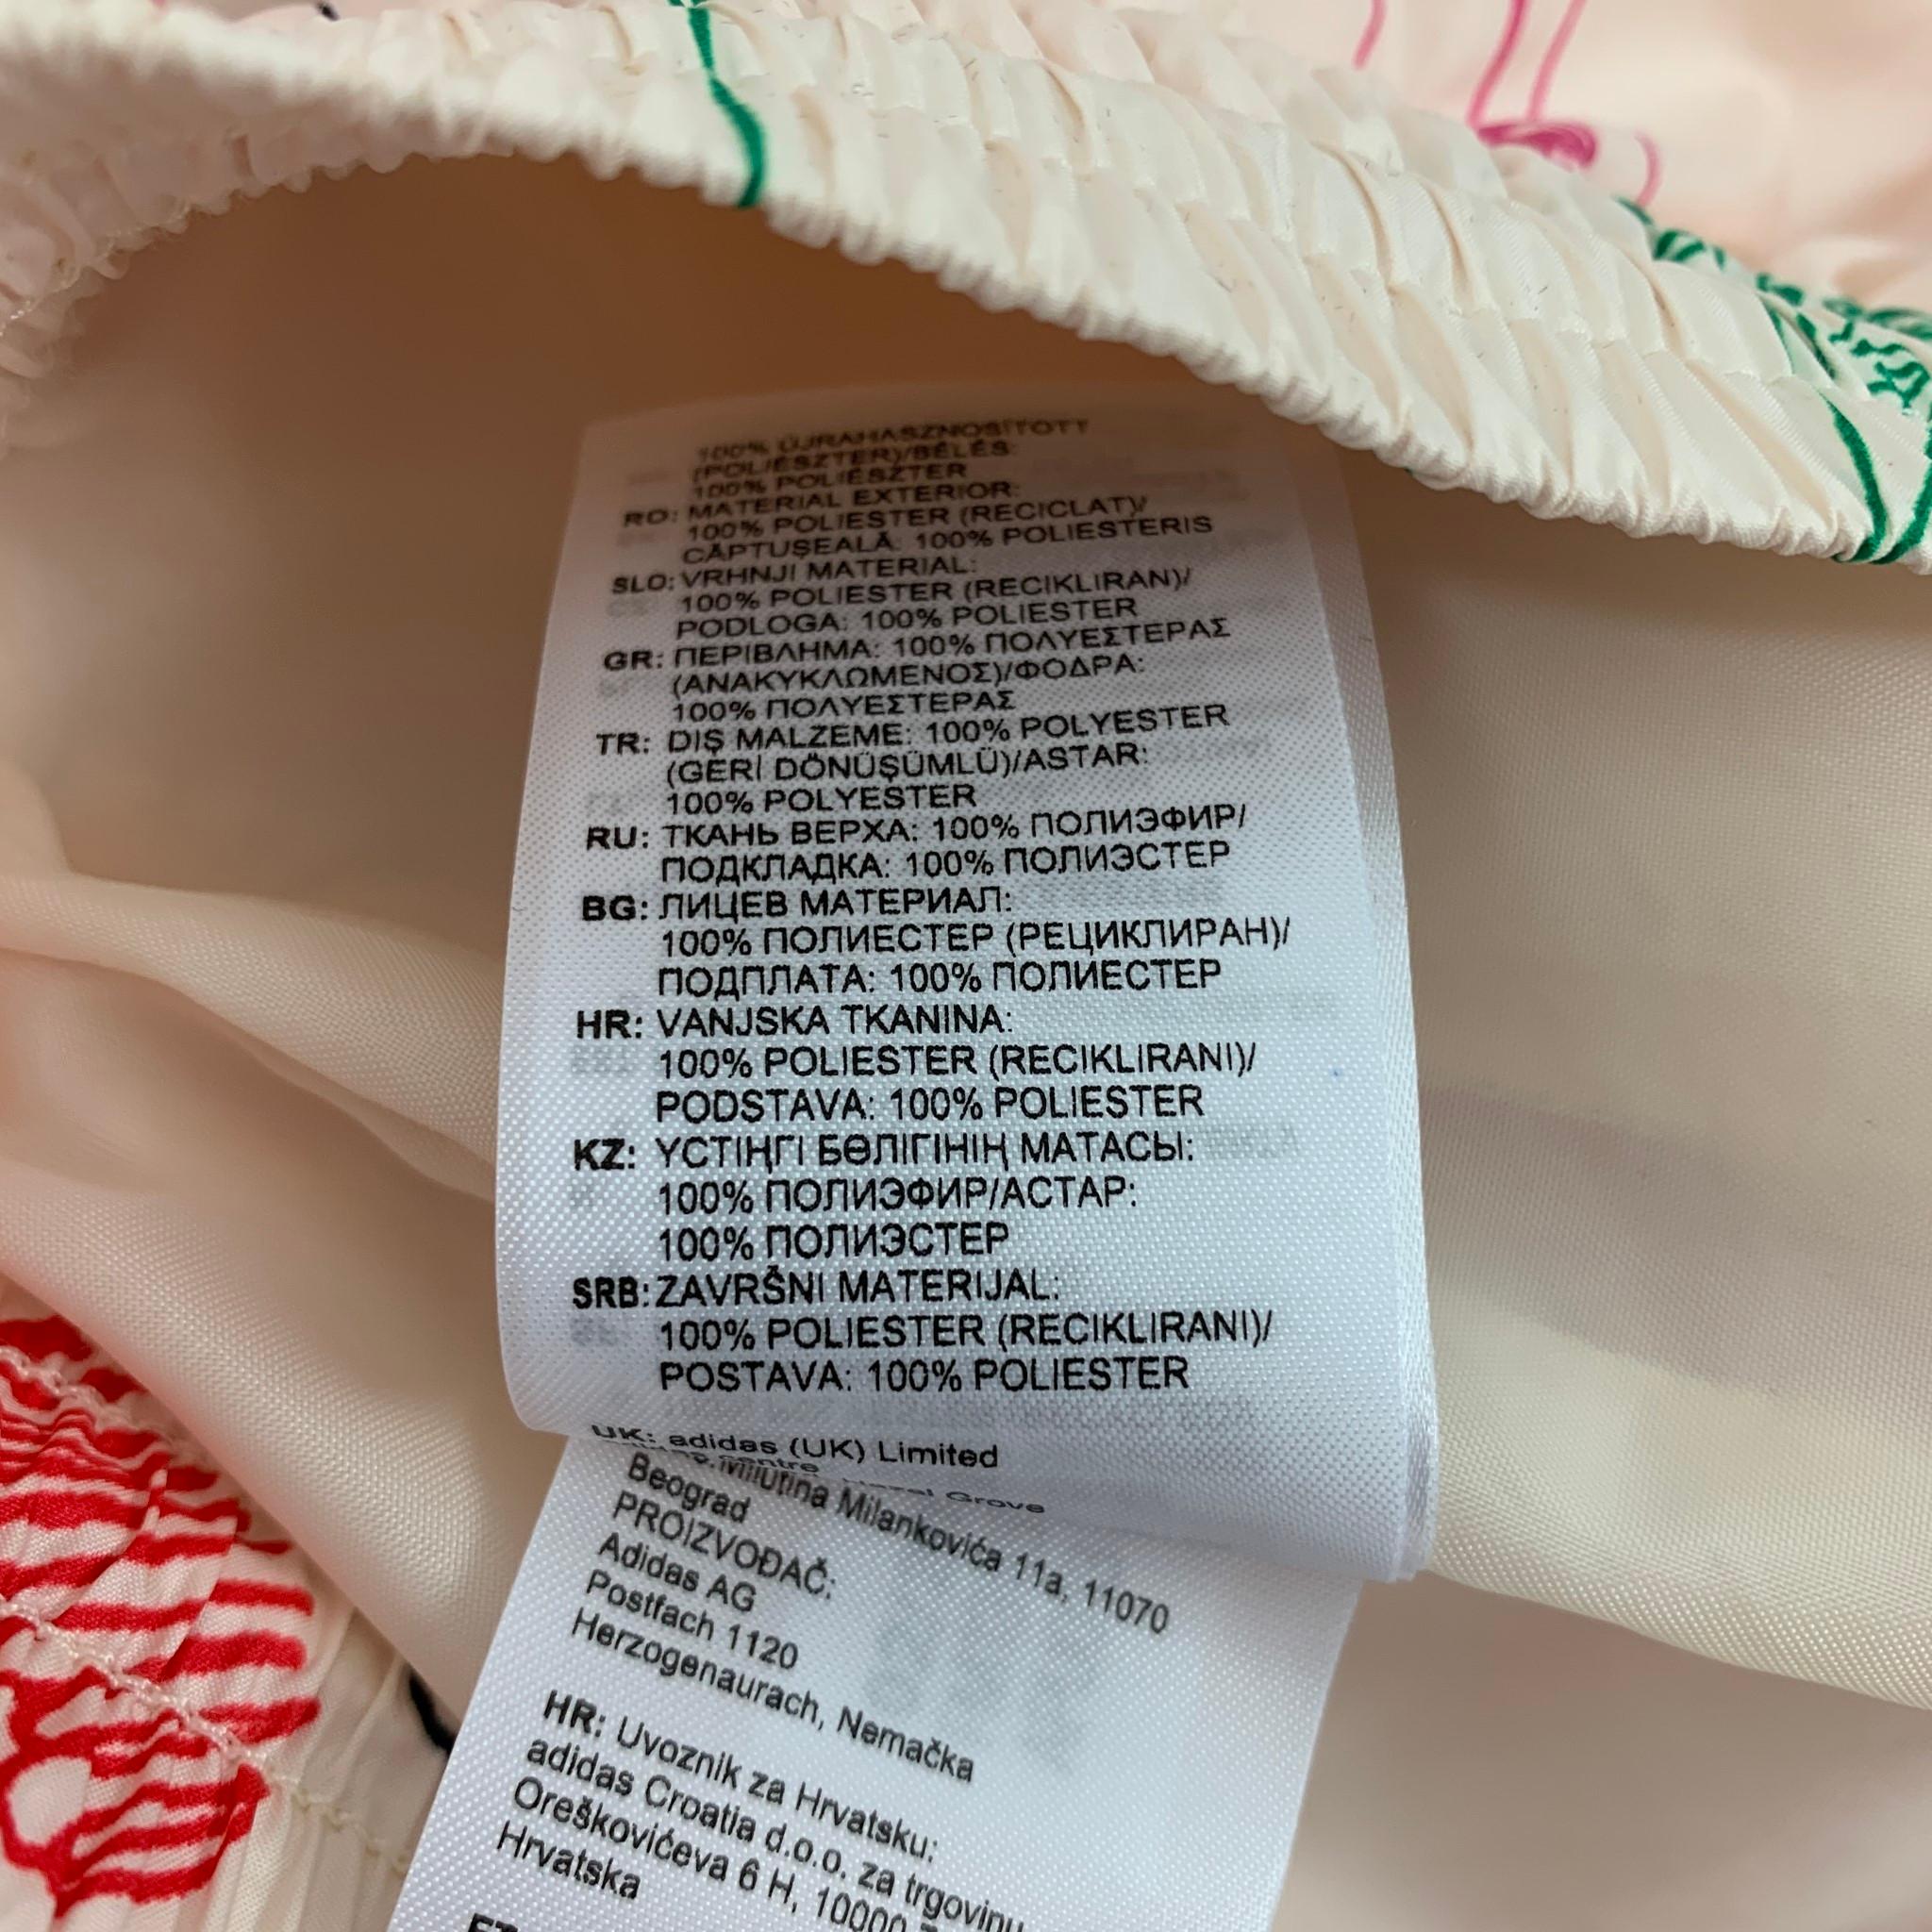 100% ÚJRAHASZNOSÍTOTT
(POLIÉSZTER)/BÉLÉS:
100% POLIÉSZTER
RO: MATERIAL EXTERIOR:
100% POLIESTER (RECICLAT)/
CĂPTUȘEALĂ: 100% POLIESTERIS
SLO: VRHNJI MATERIAL:
100% POLIESTER (RECIKLIRAN)/
PODLOGA: 100% POLIESTER
GR: ΠΕΡΙΒΛΗΜΑ: 100% ΠΟΛΥΕΣΤΕΡΑΣ
(ΑΝΑΚΥΚΛΩΜΕΝΟΣ)/ΦΟΔΡΑ:
100% ΠΟΛΥΕΣΤΕΡΑΣ
TR: DIŞ MALZEME: 100% POLYESTER
(GERİ DÖNÜŞÜMLÜ)/ASTAR:
100% POLYESTER
RU: ТКАНЬ ВЕРХА: 100% ПОЛИЭФИР/
ПОДКЛАДКА: 100% ПОЛИЭСТЕР
BG: ЛИЦЕВ МАТЕРИАЛ:
100% ПОЛИЕСТЕР (РЕЦИКЛИРАН)/
ПОДПЛАТА: 100% ПОЛИЕСТЕР
HR: VANJSKA TKANINA:
100% POLIESTER (RECIKLIRANI)/
PODSTAVA: 100% POLIESTER
KZ: ҮСТІҢГІ БӨЛІГІНІҢ МАТАСЫ:
100% ПОЛИЭФИР/АСТАР:
100% ПОЛИЭСТЕР
SRB: ZAVRŠNI MATERIJAL:
100% POLIESTER (RECIKLIRANI)/
POSTAVA: 100% POLIESTER
UK: adidas (UK) Limited
Hazel Grove
Milutina Milankovića 11a, 11070
Beograd
PROIZVOĐAČ:
Adidas AG
Postfach 1120
Herzogenaurach, Nemačka
HR: Uvoznik za Hrvatsku:
adidas Croatia d.o.o. za trgovinu
Oreškovićeva 6 H, 10000
Hrvatska